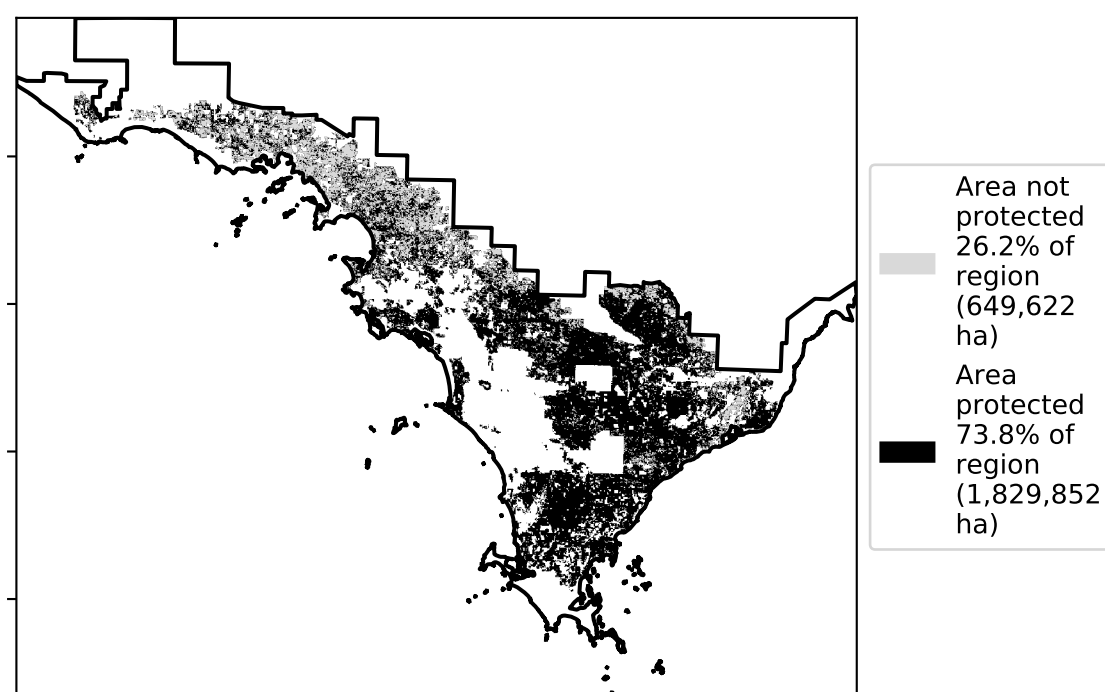 Area not
protected
26.2% of
region
(649,622
ha)
Area
protected
73.8% of
region
(1,829,852
ha)